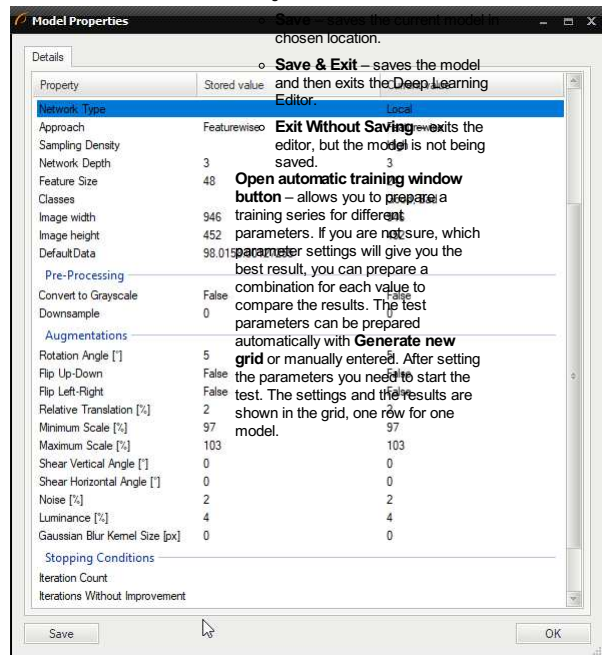 Model Properties
Save – saves the current model in
chosen location.
Details
Save & Exit – saves the model
and then exits the Deep Learning
Editor.
Property Stored value Current value
Network Type Local
Approach Featurewise Featurewise
Exit Without Saving – exits the
editor, but the model is not being
saved.
Sampling Density High
Network Depth 3 3
Feature Size 48
Classes Bad
Image width 946 946
Image height 452 452
DefaultData
Open automatic training window
button – allows you to prepare a
training series for different
parameters. If you are not sure, which
parameter settings will give you the
best result, you can prepare a
combination for each value to
compare the results. The test
parameters can be prepared
automatically with Generate new
grid or manually entered. After setting
the parameters you need to start the
test. The settings and the results are
shown in the grid, one row for one
model.
Pre-Processing
Convert to Grayscale False False
Downsample 0 0
Augmentations
Rotation Angle [°] 5 5
Flip Up-Down False False
Flip Left-Right False False
Relative Translation [%] 2 2
Minimum Scale [%] 97 97
Maximum Scale [%] 103 103
Shear Vertical Angle [°] 0 0
Shear Horizontal Angle [°] 0 0
Noise [%] 2 2
Luminance [%] 4 4
Gaussian Blur Kernel Size [px] 0 0
Stopping Conditions
Iteration Count
Iterations Without Improvement
Save OK